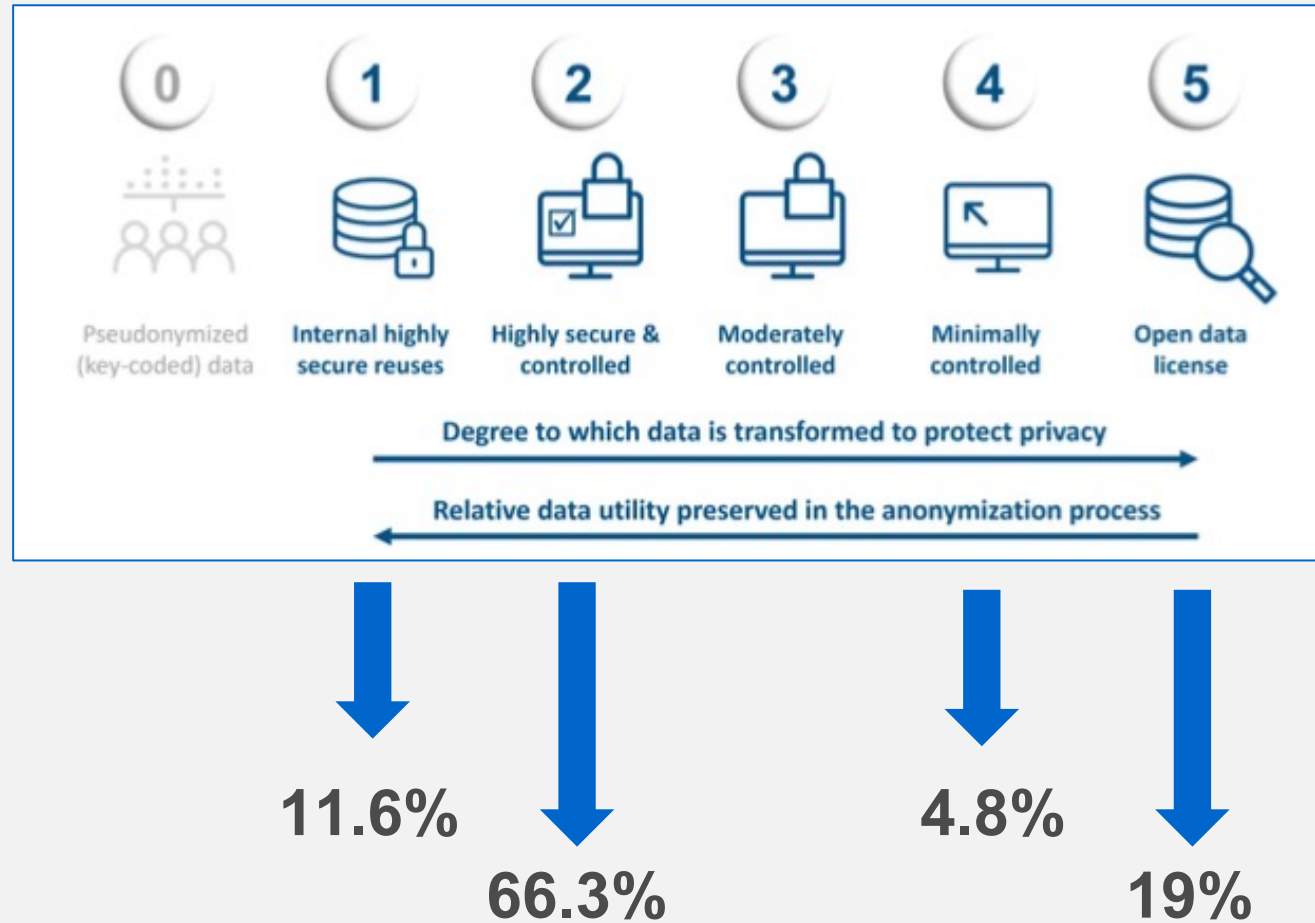 0 1 2 3 4 5
Pseudonymized
(key-coded) data
Internal highly
secure reuses
Highly secure &
controlled
Moderately
controlled
Minimally
controlled
Open data
license
Degree to which data is transformed to protect privacy
Relative data utility preserved in the anonymization process
11.6%
66.3%
4.8%
19%